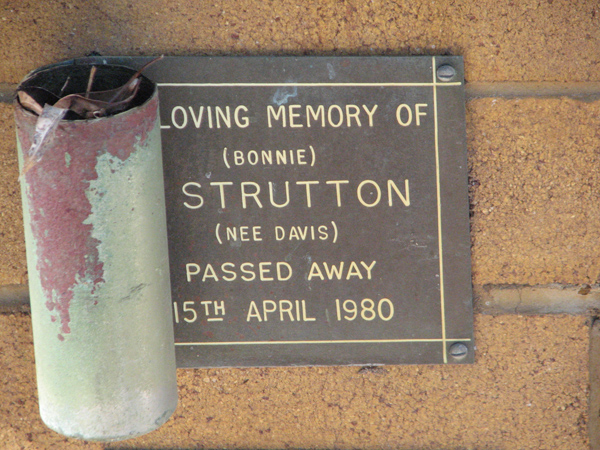 LOVING MEMORY OF
(BONNIE)
STRUTTON
(NEE DAVIS)
PASSED AWAY
15TH APRIL 1980